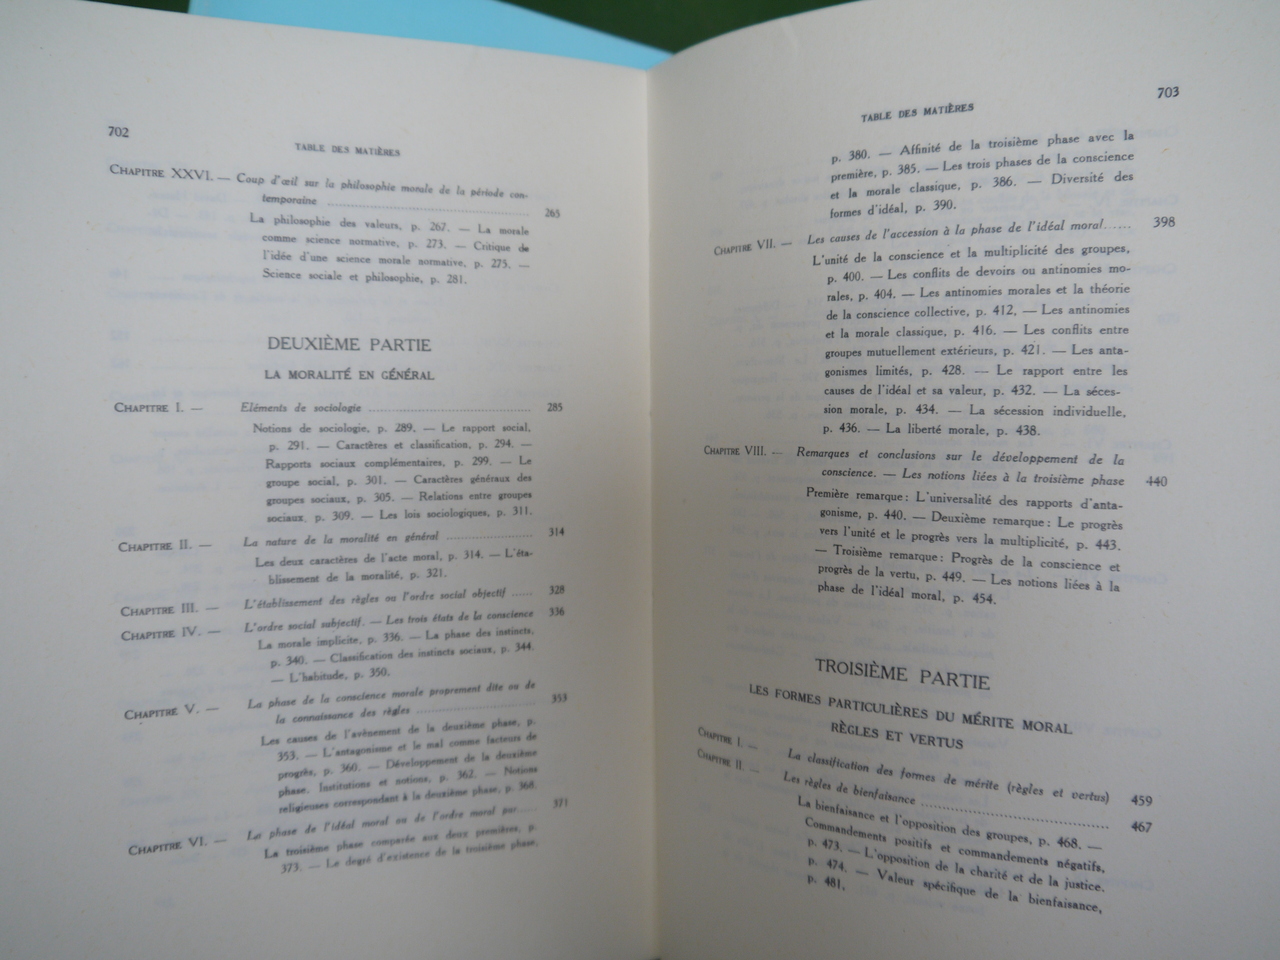 702
TABLE DES MATIÈRES
CHAPITRE XXVI. — Coup d'œil sur la philosophie morale de la période con-
temporaine ........ 265
La philosophie des valeurs, p. 267. — La morale
comme science normative, p. 273. — Critique de
l'idée d'une science morale normative, p. 275. —
Science sociale et philosophie, p. 281.
DEUXIÈME PARTIE
LA MORALITÉ EN GÉNÉRAL
CHAPITRE I. — Eléments de sociologie ........ 285
Notions de sociologie, p. 289. — Le rapport social,
p. 291. — Caractères et classification, p. 294. —
Rapports sociaux complémentaires, p. 299. — Le
groupe social, p. 301. — Caractères généraux des
groupes sociaux, p. 305. — Relations entre groupes
sociaux, p. 309. — Les lois sociologiques, p. 311.
CHAPITRE II. — La nature de la moralité en général ........ 314
Les deux caractères de l'acte moral, p. 314. — L'éta-
blissement de la moralité, p. 321.
CHAPITRE III. — L'établissement des règles ou l'ordre social objectif ...... 328
CHAPITRE IV. — L'ordre social subjectif. — Les trois états de la conscience 336
La morale implicite, p. 336. — La phase des instincts,
p. 340. — Classification des instincts sociaux, p. 344.
— L'habitude, p. 350.
CHAPITRE V. — La phase de la conscience morale proprement dite ou de
la connaissance des règles ........ 353
Les causes de l'avènement de la deuxième phase, p.
353. — L'antagonisme et le mal comme facteurs de
progrès, p. 360. — Développement de la deuxième
phase. Institutions et notions, p. 362. — Notions
religieuses correspondant à la deuxième phase, p. 368.
CHAPITRE VI. — La phase de l'idéal moral ou de l'ordre moral pur..... 371
La troisième phase comparée aux deux premières, p.
373. — Le degré d'existence de la troisième phase,
703
TABLE DES MATIÈRES
p. 380. — Affinité de la troisième phase avec la
première, p. 385. — Les trois phases de la conscience
et la morale classique, p. 386. — Diversité des
formes d'idéal, p. 390.
CHAPITRE VII. — Les causes de l'accession à la phase de l'idéal moral...... 398
L'unité de la conscience et la multiplicité des groupes,
p. 400. — Les conflits de devoirs ou antinomies mo-
rales, p. 404. — Les antinomies morales et la théorie
de la conscience collective, p. 412, — Les antinomies
et la morale classique, p. 416. — Les conflits entre
groupes mutuellement extérieurs, p. 421. — Les anta-
gonismes limités, p. 428. — Le rapport entre les
causes de l'idéal et sa valeur, p. 432. — La séces-
sion morale, p. 434. — La sécession individuelle,
p. 436. — La liberté morale, p. 438.
CHAPITRE VIII. — Remarques et conclusions sur le développement de la
conscience. — Les notions liées à la troisième phase 440
Première remarque : L'universalité des rapports d'anta-
gonisme, p. 440. — Deuxième remarque : Le progrès
vers l'unité et le progrès vers la multiplicité, p. 443.
— Troisième remarque : Progrès de la conscience et
progrès de la vertu, p. 449. — Les notions liées à la
phase de l'idéal moral, p. 454.
TROISIÈME PARTIE
LES FORMES PARTICULIÈRES DU MÉRITE MORAL
RÈGLES ET VERTUS
CHAPITRE I. — La classification des formes de mérite (règles et vertus) 459
CHAPITRE II. — Les règles de bienfaisance ........ 467
La bienfaisance et l'opposition des groupes, p. 468. —
Commandements positifs et commandements négatifs,
p. 473. — L'opposition de la charité et de la justice.
p. 474. — Valeur spécifique de la bienfaisance,
p. 481.